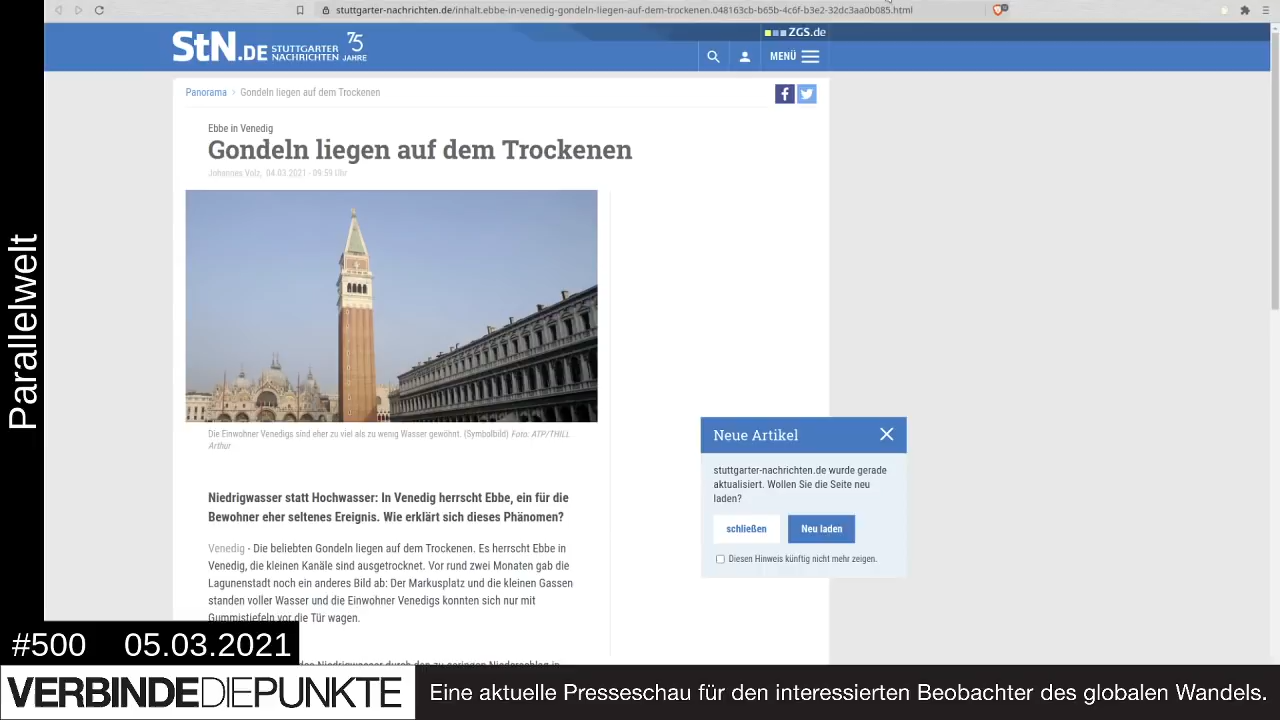 stuttgarter-nachrichten.de/inhalt.ebbe-in-venedig-gondeln-liegen-auf-dem-trockenen.048163cb-b65b-4c6f-b3e2-32dc3aa0b085.html
ZGS.de
StN.DE STUTTGARTER NACHRICHTEN 75 JAHRE
MENÜ
Panorama > Gondeln liegen auf dem Trockenen
Ebbe in Venedig
Gondeln liegen auf dem Trockenen
Johannes Volz, 04.03.2021 - 09:59 Uhr
Die Einwohner Venedigs sind eher zu viel als zu wenig Wasser gewöhnt. (Symbolbild) Foto: ATP/THILL
Arthur
Niedrigwasser statt Hochwasser: In Venedig herrscht Ebbe, ein für die
Bewohner eher seltenes Ereignis. Wie erklärt sich dieses Phänomen?
Venedig - Die beliebten Gondeln liegen auf dem Trockenen. Es herrscht Ebbe in
Venedig, die kleinen Kanäle sind ausgetrocknet. Vor rund zwei Monaten gab die
Lagunenstadt noch ein anderes Bild ab: Der Markusplatz und die kleinen Gassen
standen voller Wasser und die Einwohner Venedigs konnten sich nur mit
Gummistiefeln vor die Tür wagen.
Neue Artikel
stuttgarter-nachrichten.de wurde gerade
aktualisiert. Wollen Sie die Seite neu
laden?
schließen
Neu laden
Diesen Hinweis künftig nicht mehr zeigen.
Parallelwelt
#500 05.03.2021
VERBINDEDIEPUNKTE
Eine aktuelle Presseschau für den interessierten Beobachter des globalen Wandels.